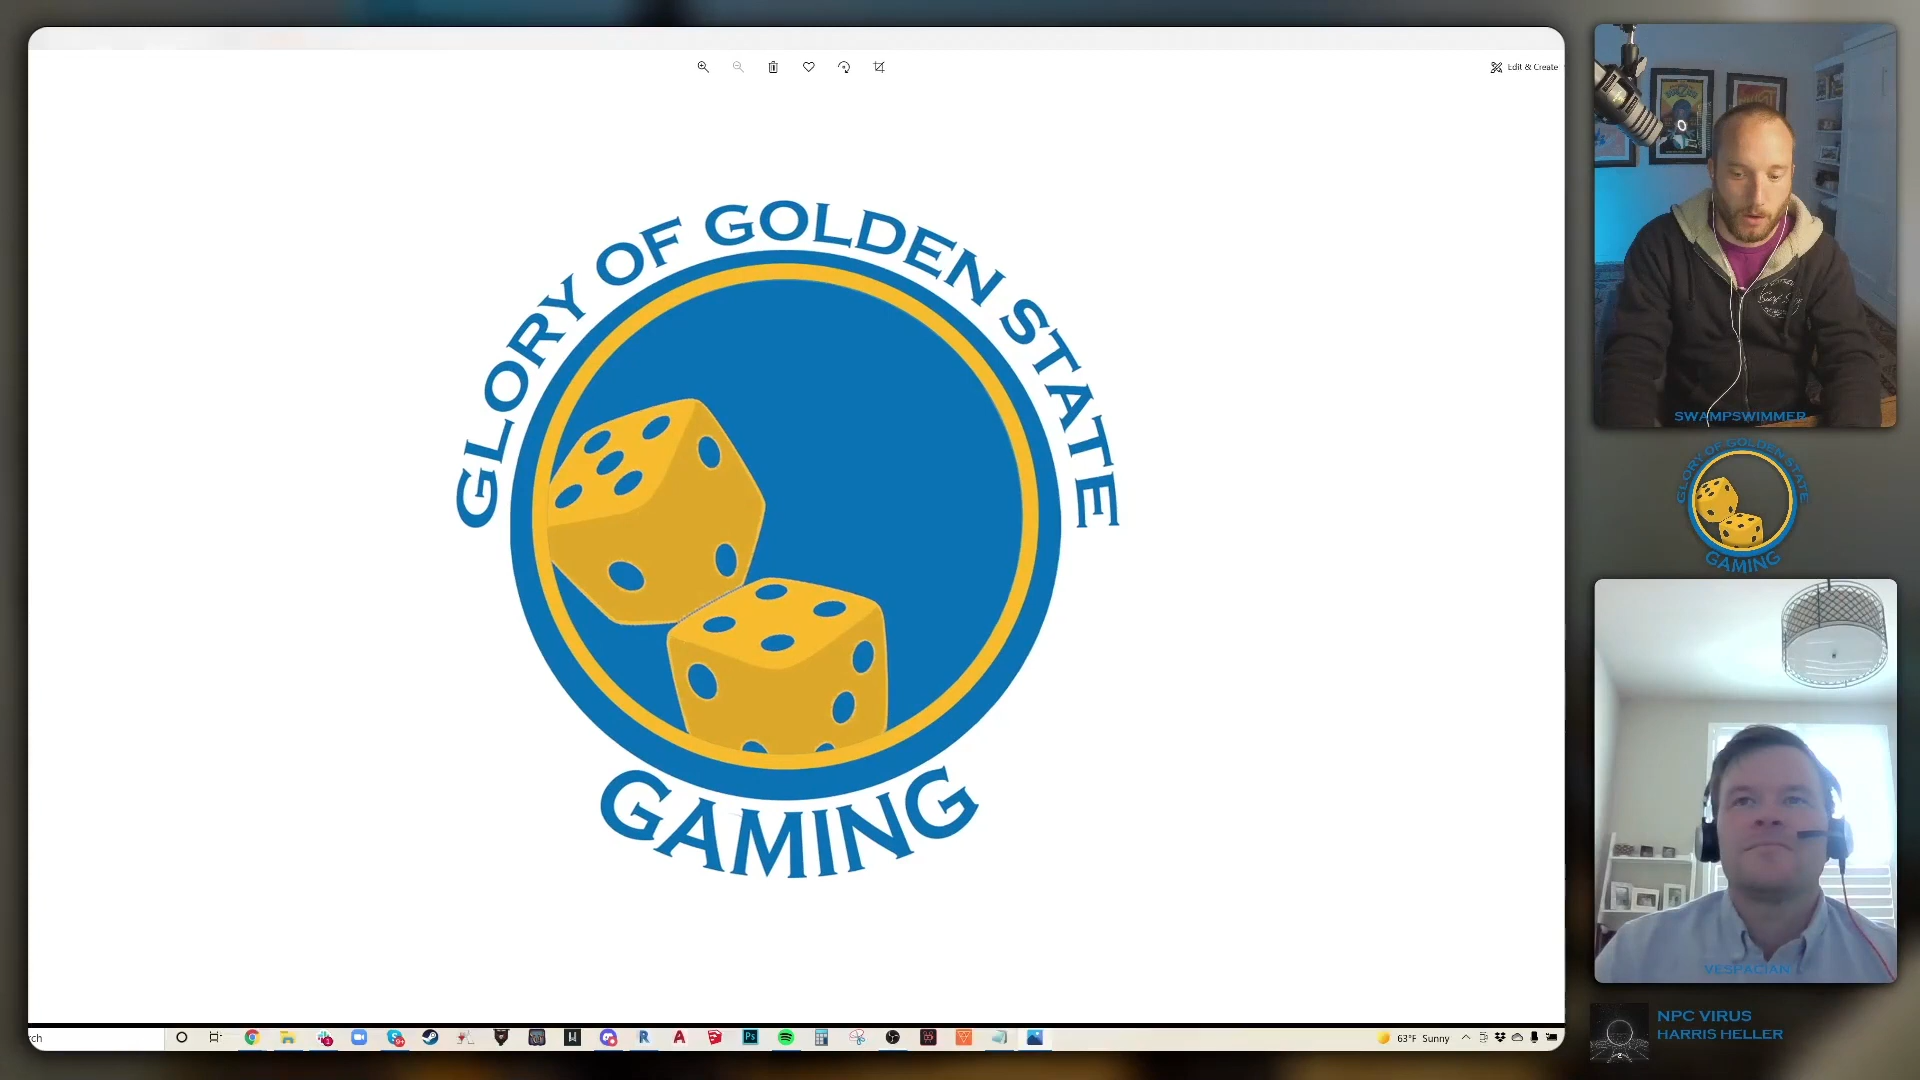 Edit & Create
GLORY OF GOLDEN STATE
GAMING
SWAMPSWIMMER
GLORY OF GOLDEN STATE
GAMING
VESPACIAN
NPC VIRUS
HARRIS HELLER
rch
63°F Sunny